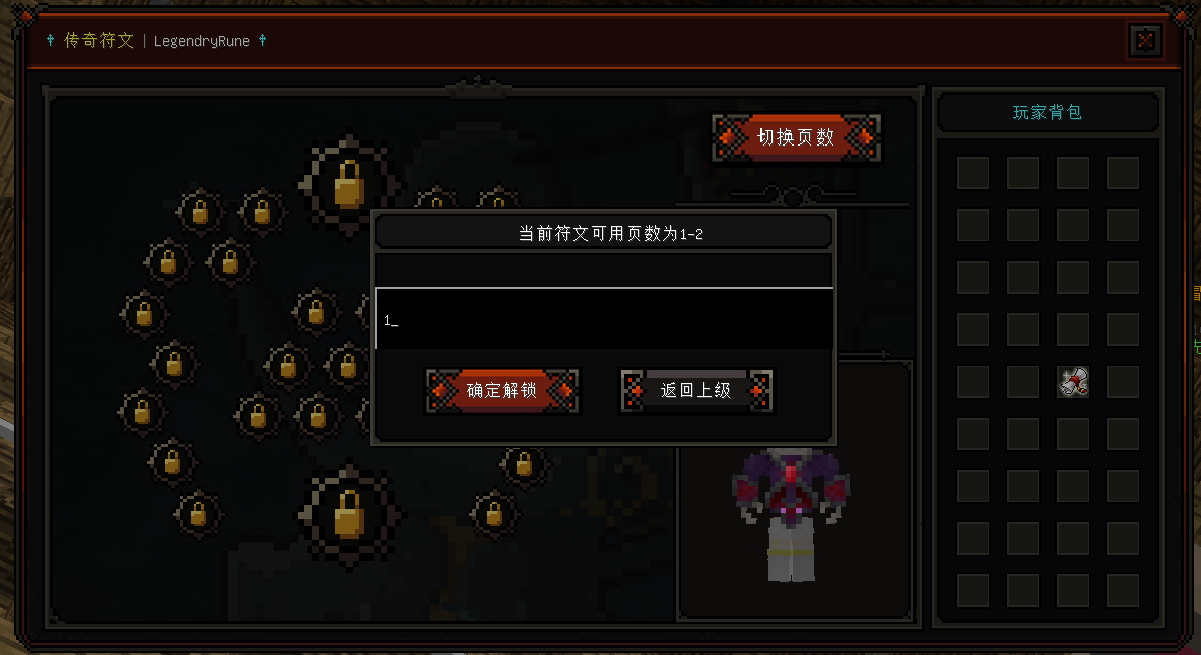 † 传奇符文 | LegendryRune †
玩家背包
切换页数
当前符文可用页数为1-2
1_
确定解锁
返回上级